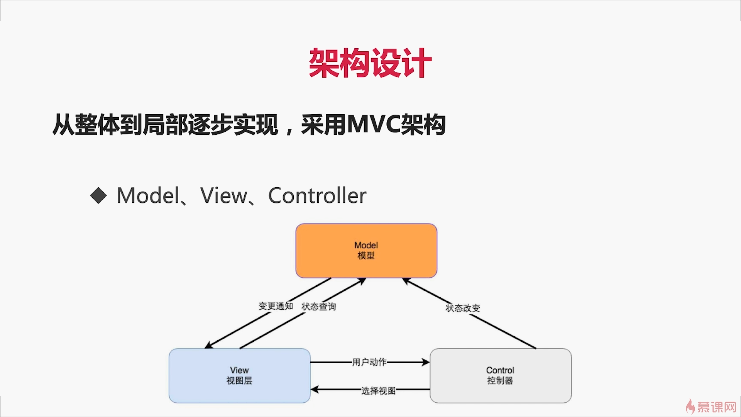 架构设计
从整体到局部逐步实现，采用MVC架构
◆ Model、View、Controller
Model
模型
变更通知 状态查询
状态改变
View
视图层
用户动作
选择视图
Control
控制器
慕课网